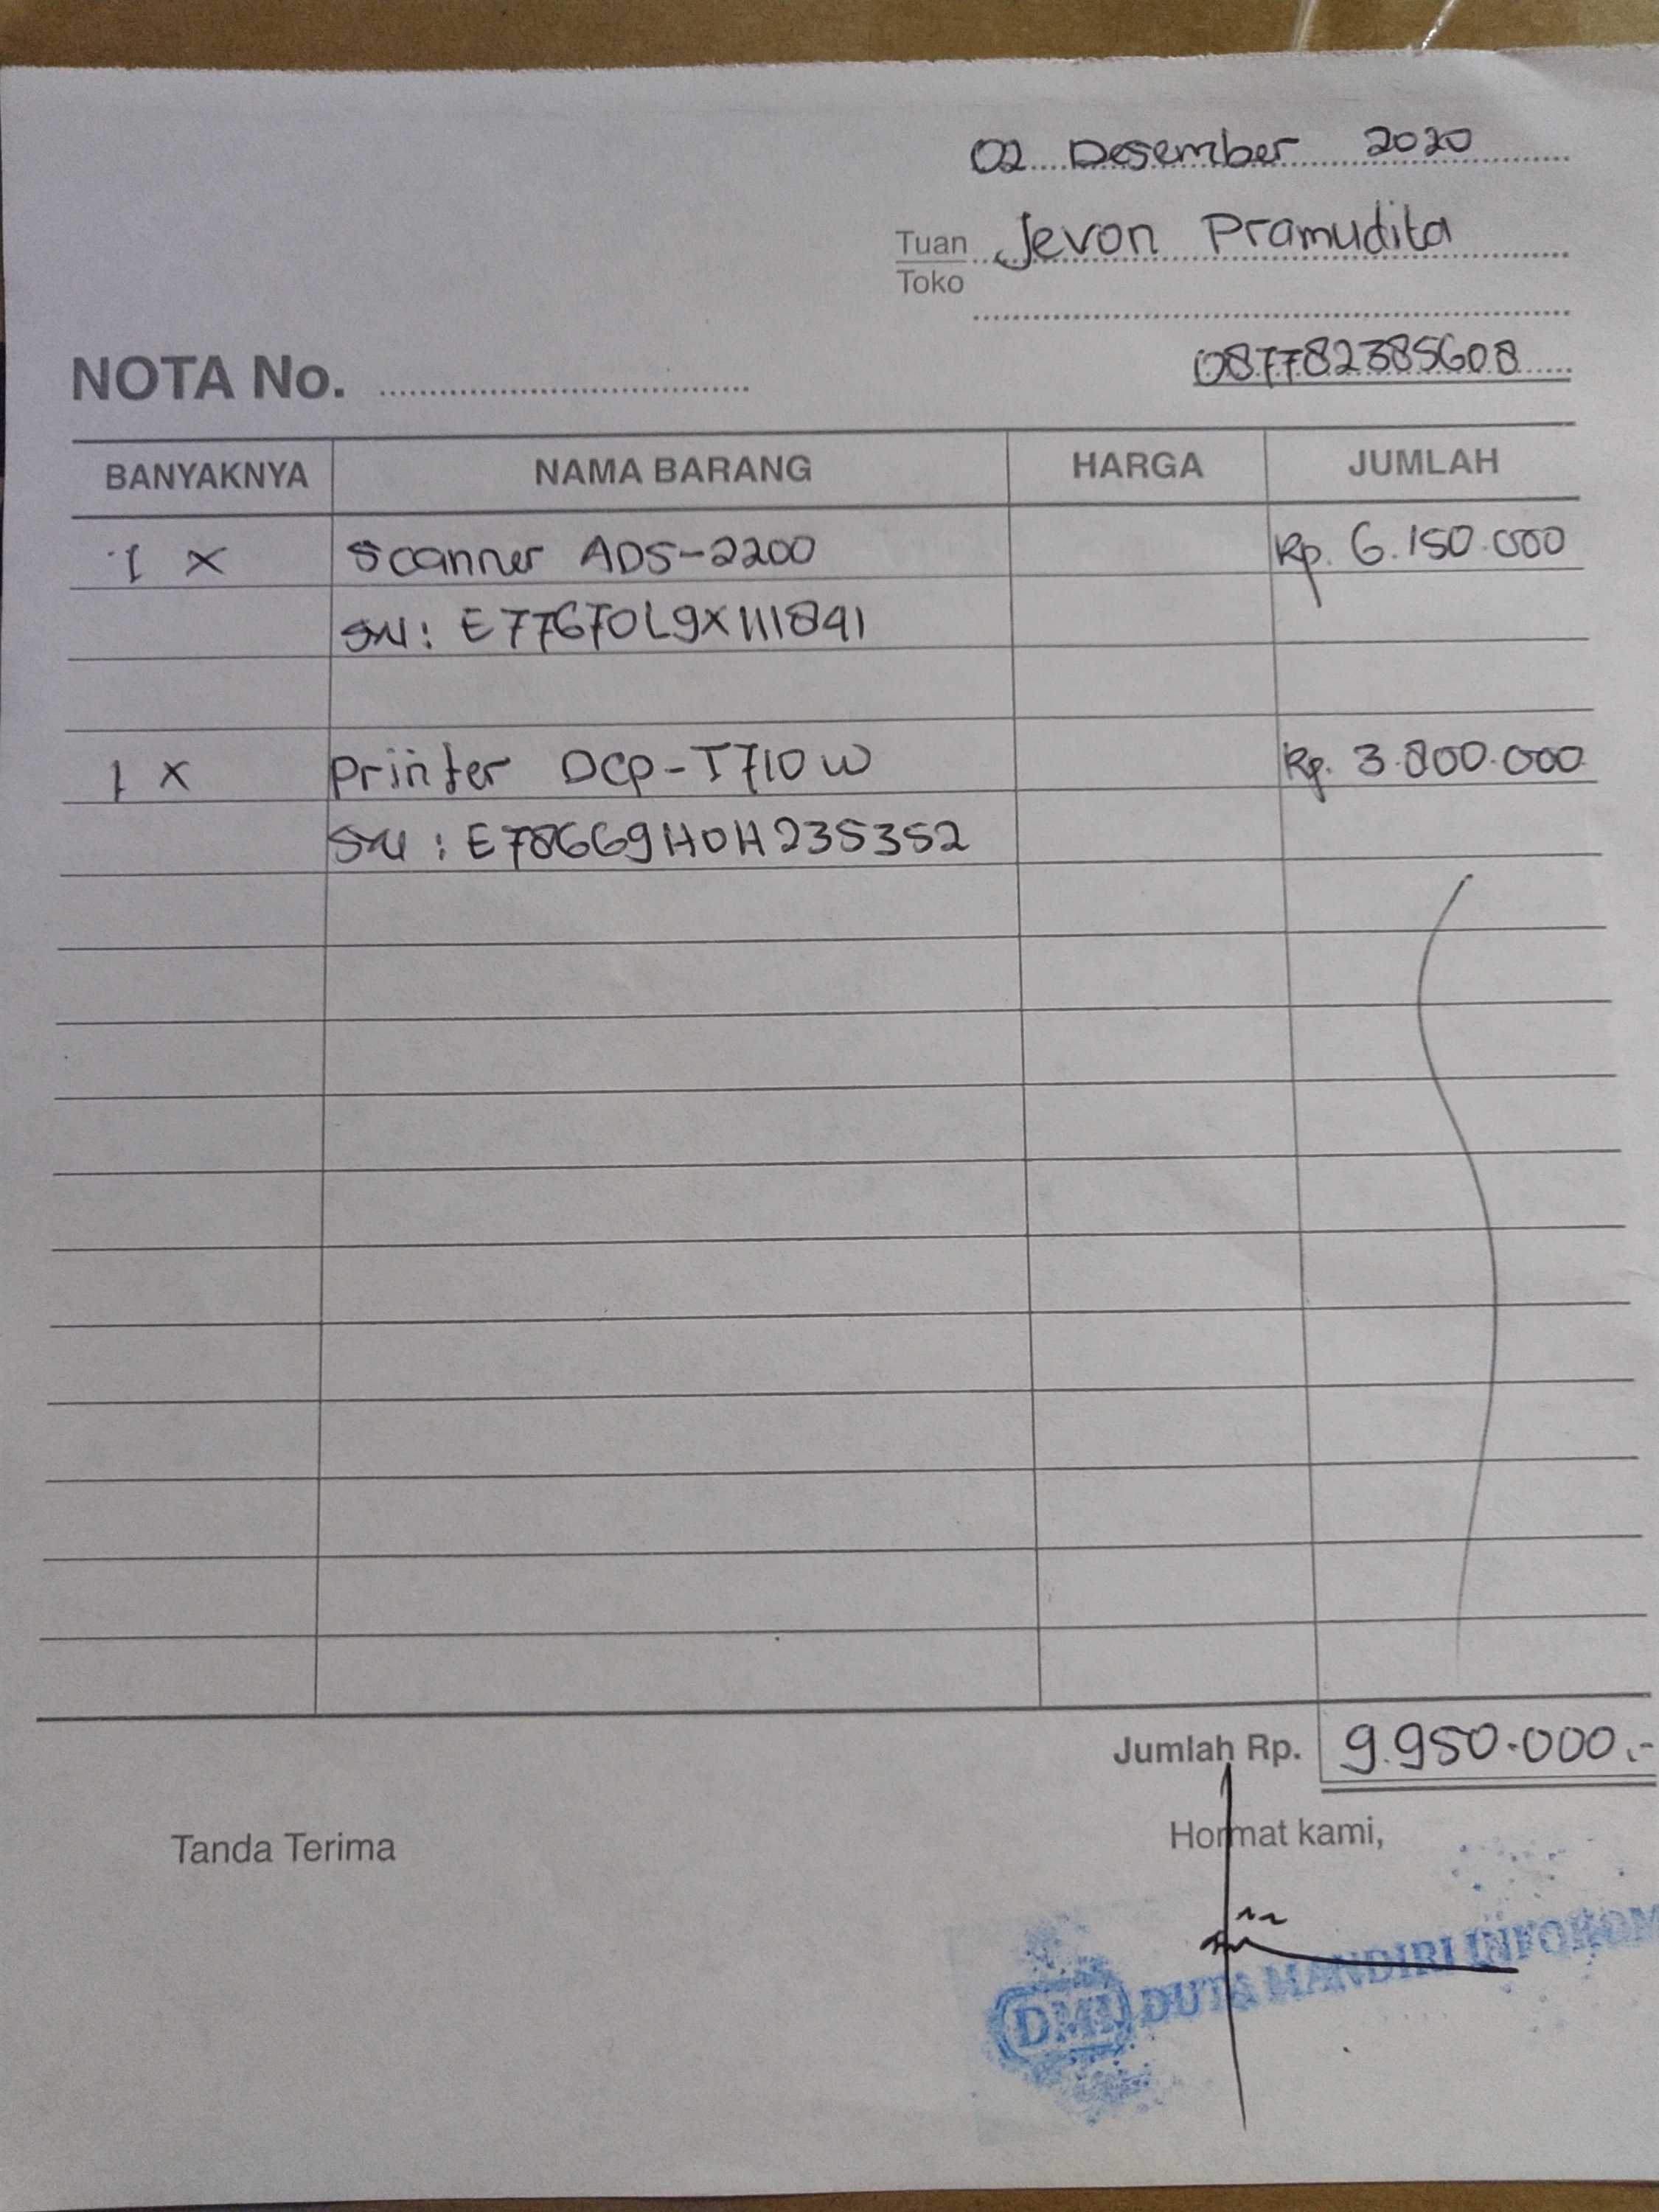 02 Desember 2020
Tuan Jevon Pramudita
Toko
087782385608
NOTA No.
BANYAKNYA NAMA BARANG HARGA JUMLAH
1 x Scanner ADS-2200 Rp. 6.150.000
SN: E77670L9X111841
1 x Printer DCP-T710W Rp. 3.800.000
SN: E78669H0H235352
Jumlah Rp. 9.950.000.-
Tanda Terima Hormat kami,
DMI DUTA MANDIRI